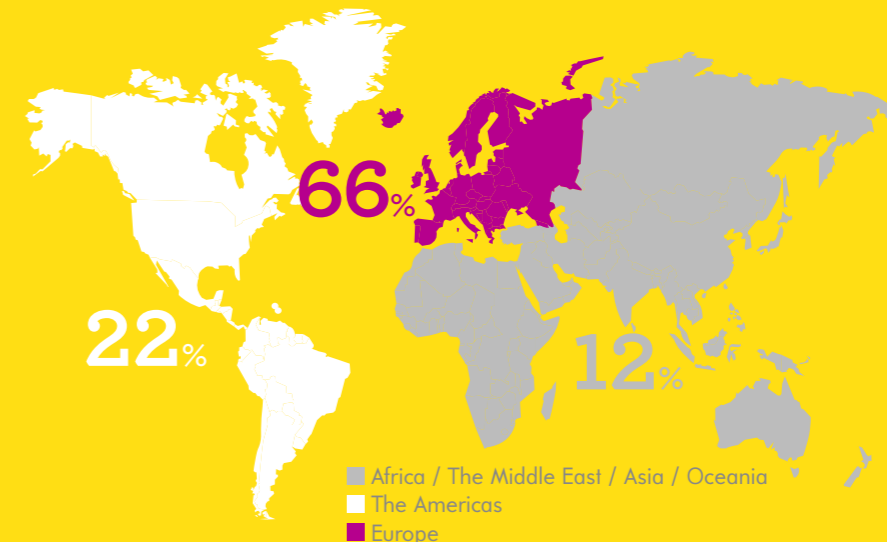 66%
22%
12%
Africa / The Middle East / Asia / Oceania
The Americas
Europe